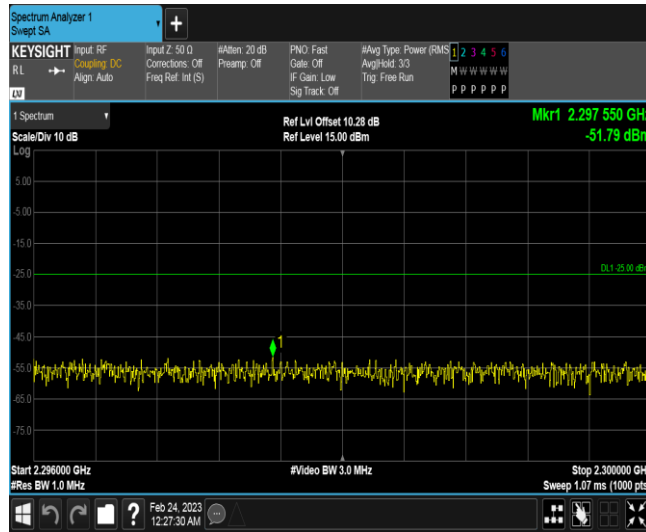 Spectrum Analyzer 1
Swept SA
+
KEYSIGHT Input: RF Input Z: 50 Ω #Atten: 20 dB PNO: Fast #Avg Type: Power (RMS 1 2 3 4 5 6
RL Coupling: DC Corrections: Off Preamp: Off Gate: Off Avg|Hold: 3/3 M W W W W W
Align: Auto Freq Ref: Int (S) IF Gain: Low Trig: Free Run
Sig Track: Off P P P P P P
LXI
1 Spectrum Ref Lvl Offset 10.28 dB Mkr1 2.297 550 GHz
Scale/Div 10 dB Ref Level 15.00 dBm -51.79 dBm
Log
5.00
-5.00
-15.0
-25.0 DL1 -25.00 dBm
-35.0
-45.0
1
-55.0
-65.0
-75.0
Start 2.296000 GHz #Video BW 3.0 MHz Stop 2.300000 GHz
#Res BW 1.0 MHz Sweep 1.07 ms (1000 pts
? Feb 24, 2023
12:27:30 AM